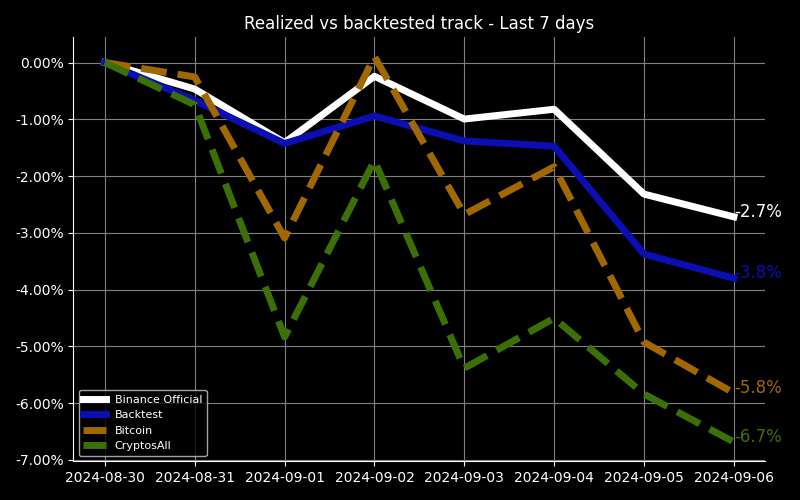 Realized vs backtested track - Last 7 days
0.00%
-1.00%
-2.00%
-3.00%
-4.00%
-5.00%
-6.00%
-7.00%
-2.7%
-3.8%
-5.8%
-6.7%
Binance Official
Backtest
Bitcoin
CryptosAll
2024-08-30 2024-08-31 2024-09-01 2024-09-02 2024-09-03 2024-09-04 2024-09-05 2024-09-06